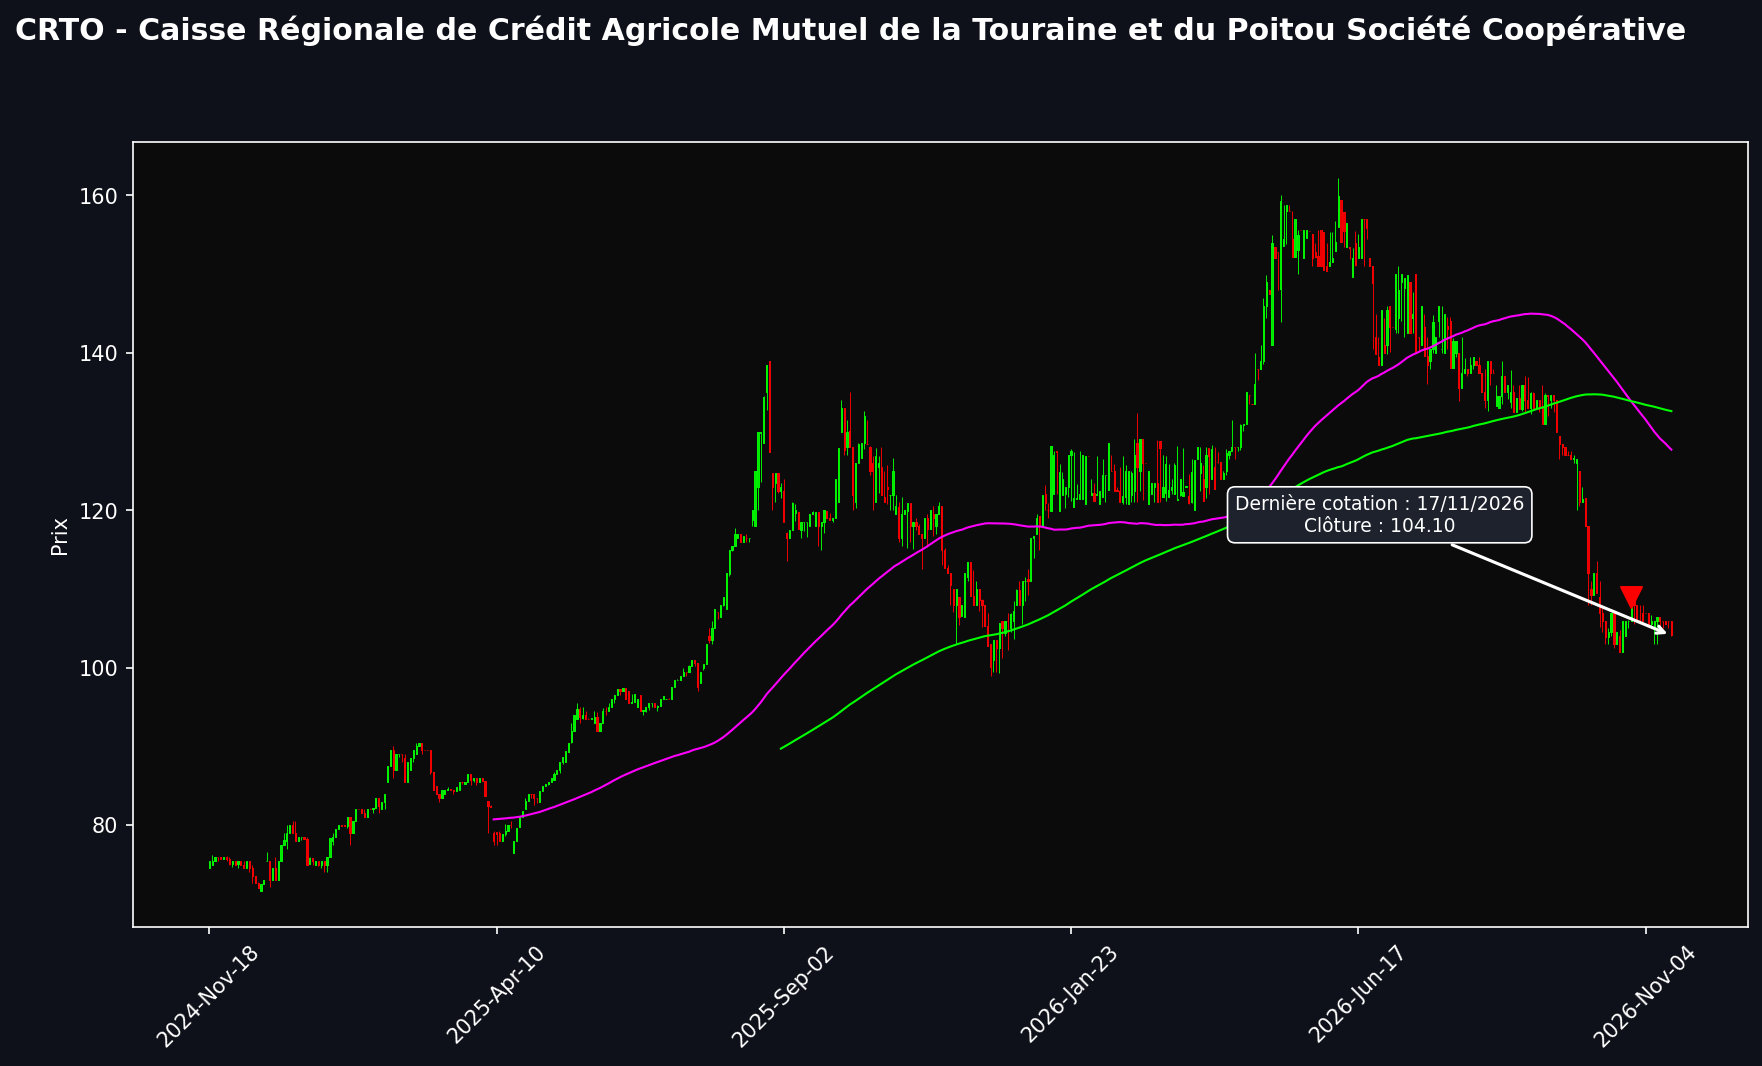 CRTO - Caisse Régionale de Crédit Agricole Mutuel de la Touraine et du Poitou Société Coopérative
Prix
160
140
120
100
80
Dernière cotation : 17/11/2026
Clôture : 104.10
2024-Nov-18
2025-Apr-10
2025-Sep-02
2026-Jan-23
2026-Jun-17
2026-Nov-04